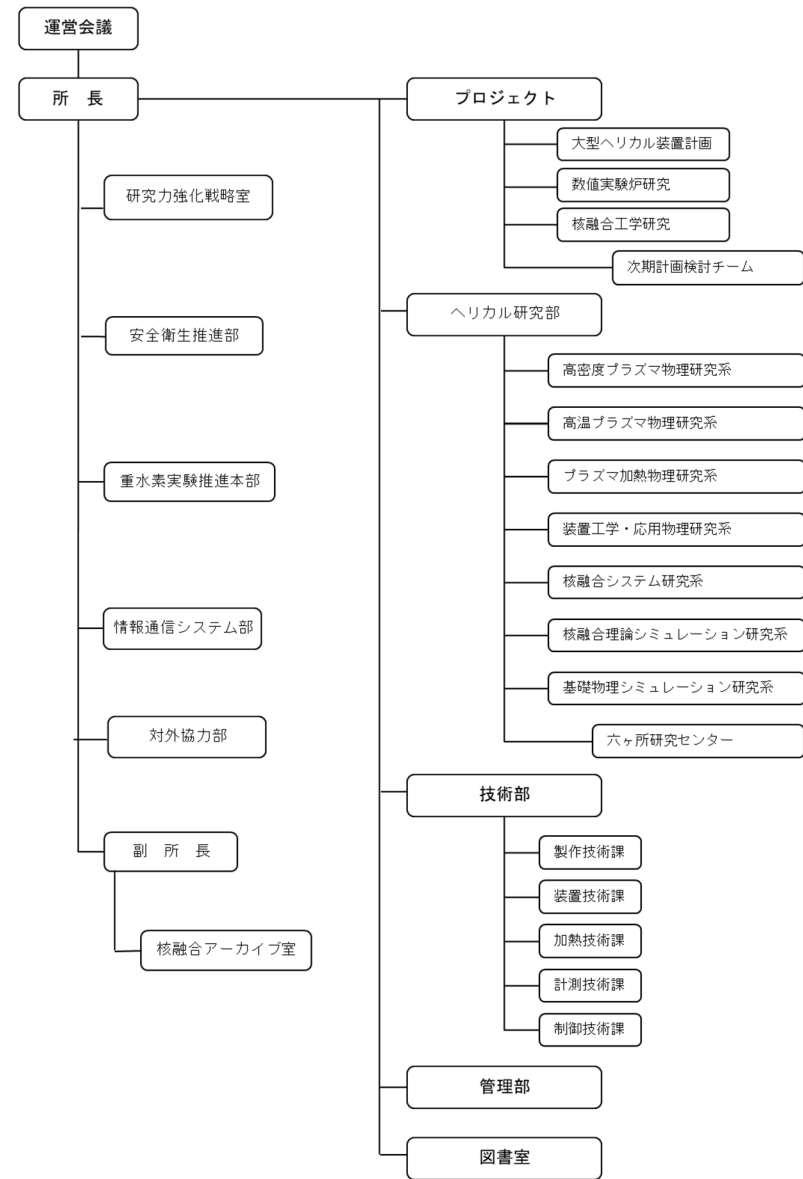 運営会議
所　長
研究力強化戦略室
安全衛生推進部
重水素実験推進本部
情報通信システム部
対外協力部
副　所　長
核融合アーカイブ室
プロジェクト
大型ヘリカル装置計画
数値実験炉研究
核融合工学研究
次期計画検討チーム
ヘリカル研究部
高密度プラズマ物理研究系
高温プラズマ物理研究系
プラズマ加熱物理研究系
装置工学・応用物理研究系
核融合システム研究系
核融合理論シミュレーション研究系
基礎物理シミュレーション研究系
六ヶ所研究センター
技術部
製作技術課
装置技術課
加熱技術課
計測技術課
制御技術課
管理部
図書室